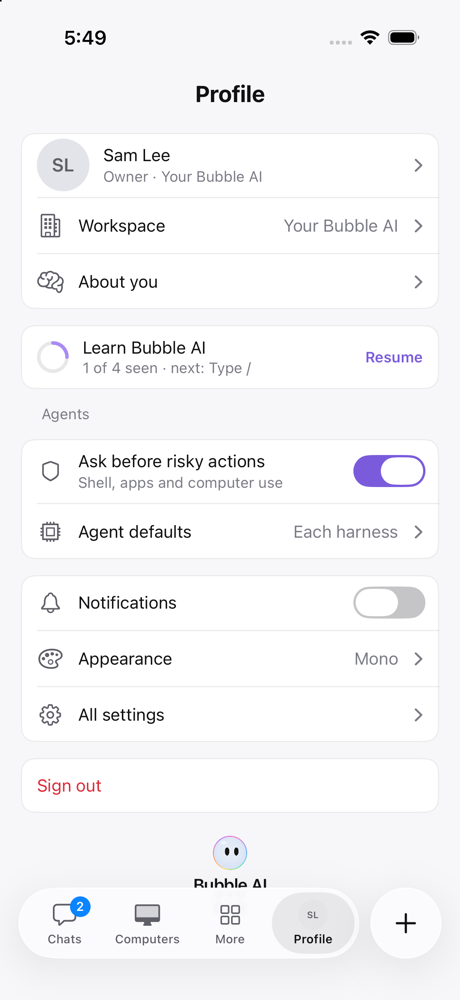 5:49
Profile
SL
Sam Lee
Owner · Your Bubble AI
Workspace
Your Bubble AI
About you
Learn Bubble AI
1 of 4 seen · next: Type /
Resume
Agents
Ask before risky actions
Shell, apps and computer use
Agent defaults
Each harness
Notifications
Appearance
Mono
All settings
Sign out
Bubble AI
2
Chats
Computers
More
SL
Profile